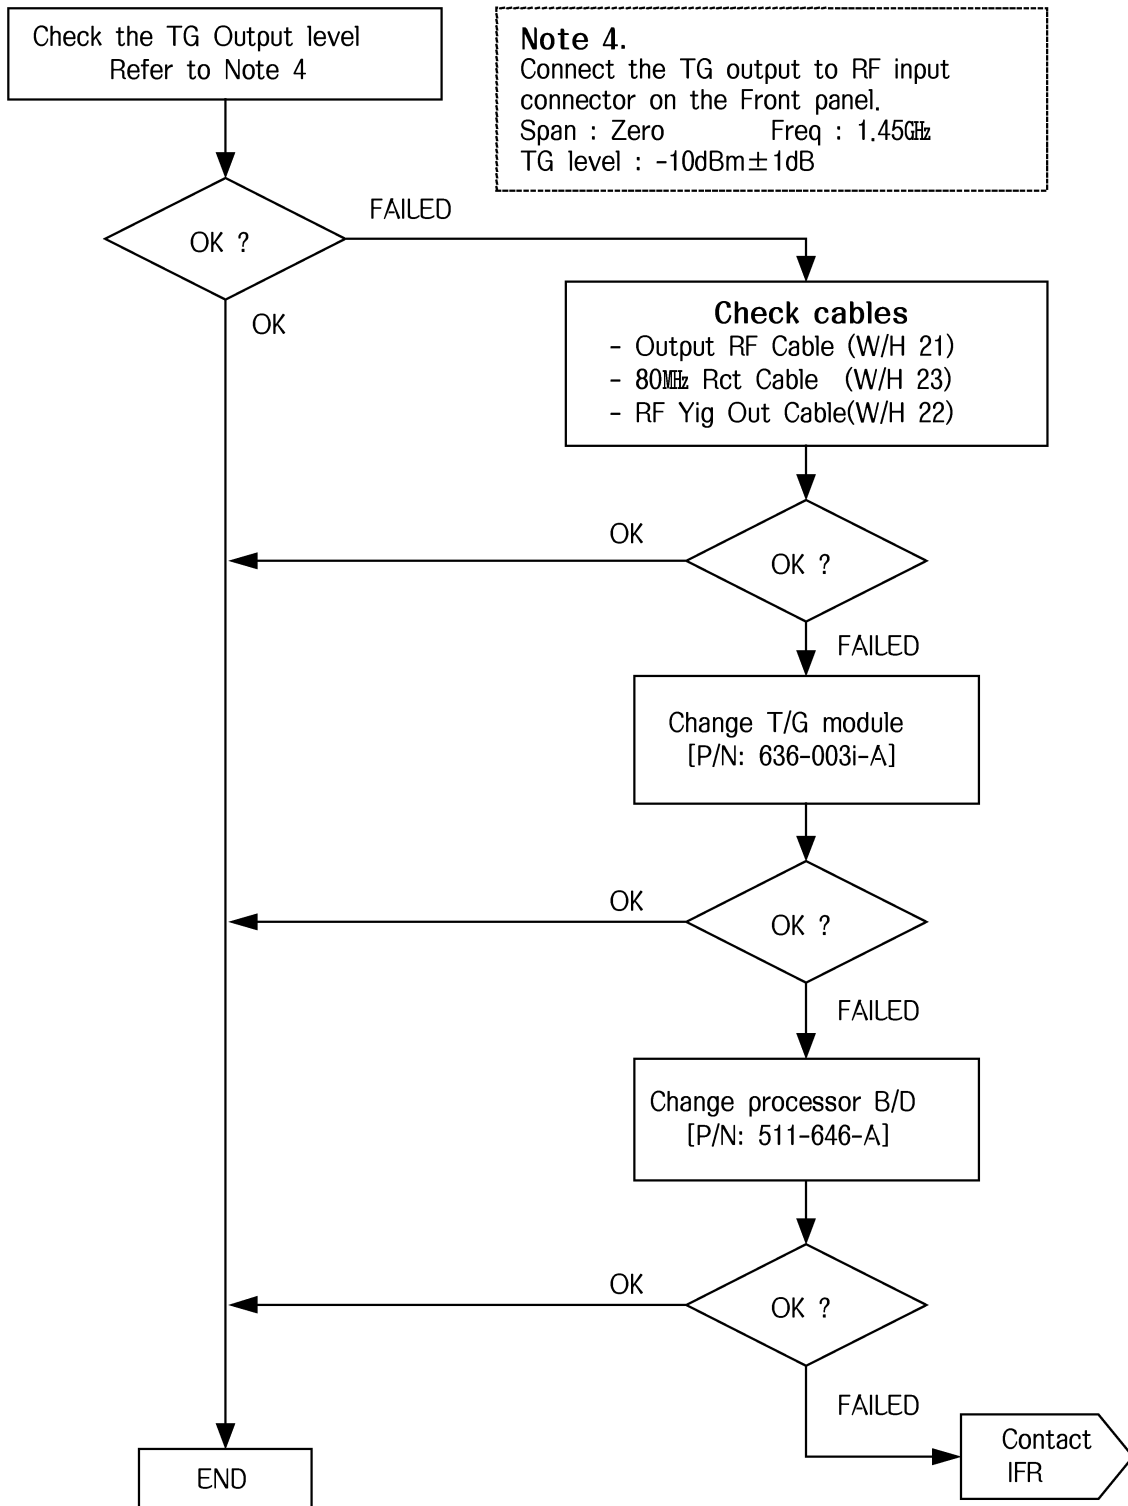 Check the TG Output level
Refer to Note 4
Note 4.
Connect the TG output to RF input
connector on the Front panel.
Span : Zero Freq : 1.45㎓
TG level : -10dBm±1dB
OK ?
FAILED
OK
Check cables
- Output RF Cable (W/H 21)
- 80㎒ Rct Cable (W/H 23)
- RF Yig Out Cable(W/H 22)
OK
OK ?
FAILED
Change T/G module
[P/N: 636-003i-A]
OK
OK ?
FAILED
Change processor B/D
[P/N: 511-646-A]
OK
OK ?
FAILED
Contact
IFR
END